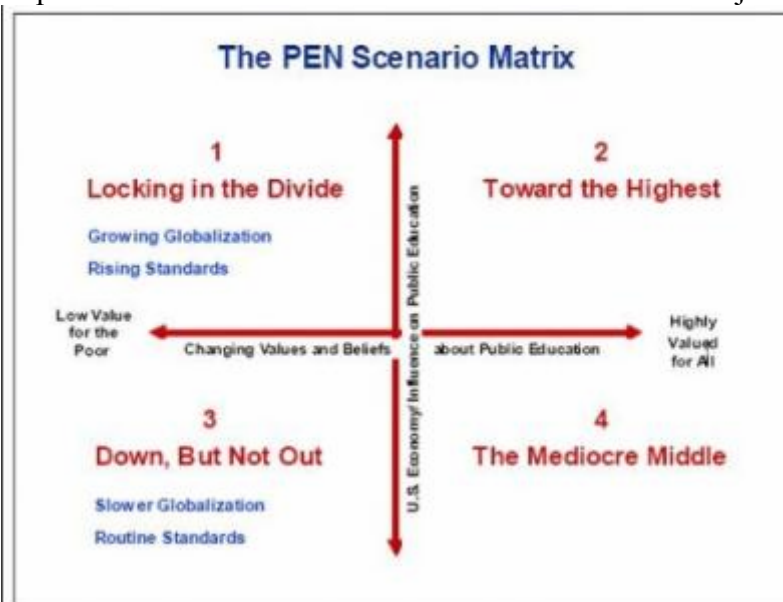 The PEN Scenario Matrix
1
Locking in the Divide
Growing Globalization
Rising Standards
2
Toward the Highest
Low Value
for the
Poor
Changing Values and Beliefs about Public Education
Highly
Valued
for All
U.S. Economy/ Influence on Public Education
3
Down, But Not Out
Slower Globalization
Routine Standards
4
The Mediocre Middle